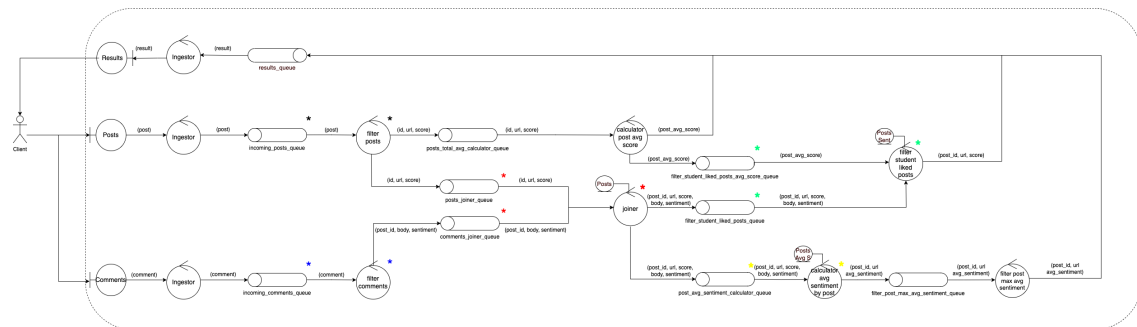 (result)
(result)
Results
Ingestor
results_queue
Client
Posts
(post)
Ingestor
(post)
*
incoming_posts_queue
(post)
*
filter
posts
(id, url, score)
posts_total_avg_calculator_queue
(id, url, score)
calculator
post avg
score
(post_avg_score)
(post_avg_score)
*
filter_student_liked_posts_avg_score_queue
(post_avg_score)
Posts
Sent
*
filter
student
liked
posts
(post_id, url, score)
(id, url, score)
*
posts_joiner_queue
(id, url, score)
Posts
*
joiner
(post_id, url, score,
body, sentiment)
*
filter_student_liked_posts_queue
(post_id, url, score,
body, sentiment)
(post_id, body, sentiment)
*
comments_joiner_queue
(post_id, body, sentiment)
Comments
(comment)
Ingestor
(comment)
*
incoming_comments_queue
(comment)
*
filter
comments
(post_id, url, score,
body, sentiment)
*
post_avg_sentiment_calculator_queue
(post_id, url, score,
body, sentiment)
Posts
Avg S
*
calculator
avg
sentiment
by post
(post_id, url
avg_sentiment)
filter_post_max_avg_sentiment_queue
(post_id, url
avg_sentiment)
filter post
max avg
sentiment
(post_id, url
avg_sentiment)